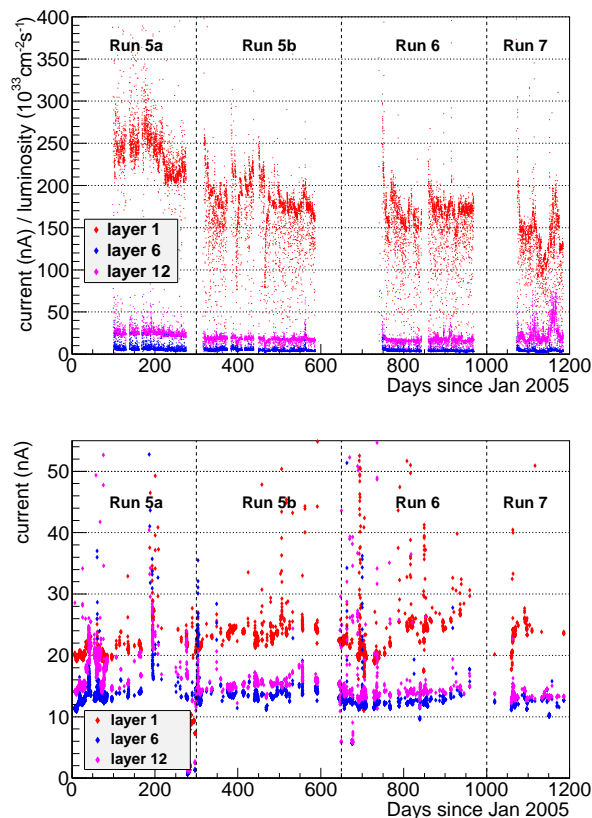 current (nA) / luminosity (10³³cm⁻²s⁻¹)
400
350
300
250
200
150
100
50
0
Run 5a
Run 5b
Run 6
Run 7
layer 1
layer 6
layer 12
0
200
400
600
800
1000
1200
Days since Jan 2005
current (nA)
50
40
30
20
10
0
Run 5a
Run 5b
Run 6
Run 7
layer 1
layer 6
layer 12
0
200
400
600
800
1000
1200
Days since Jan 2005